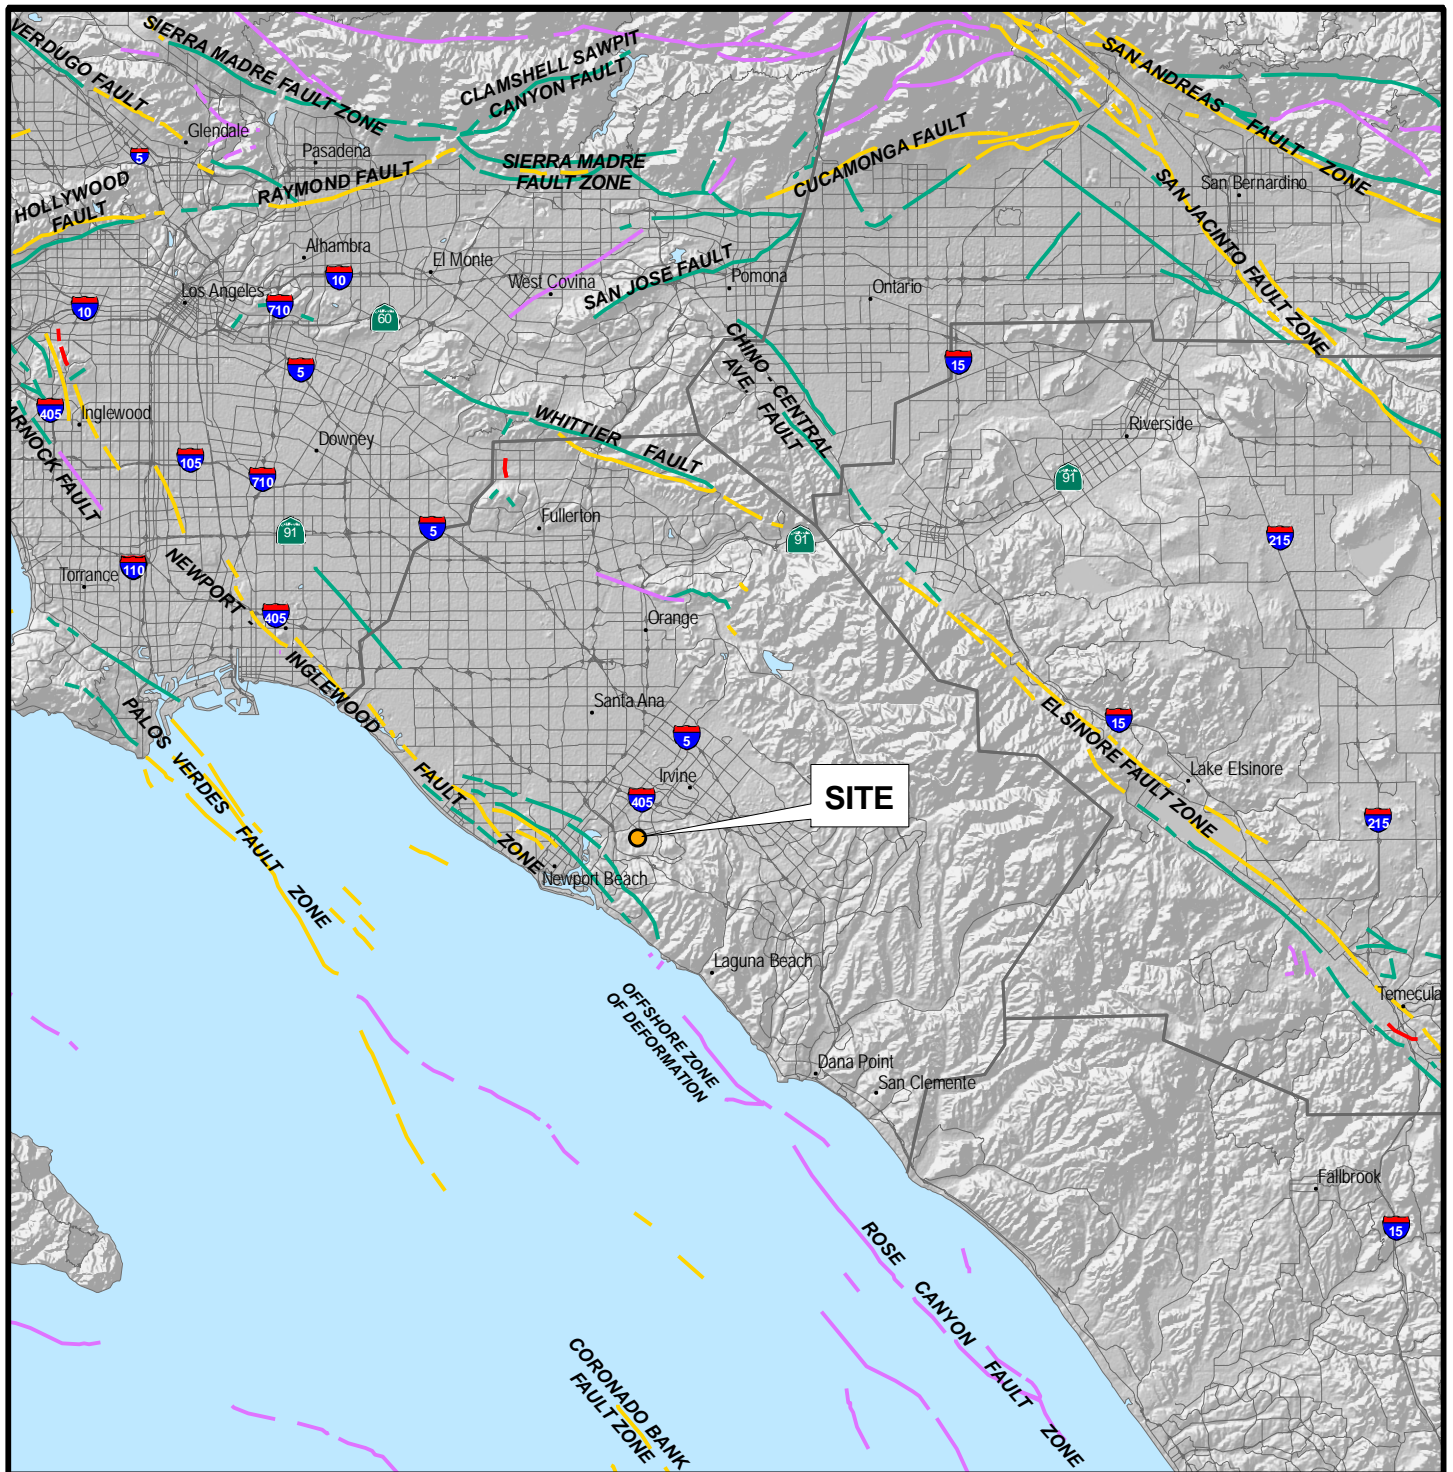 VERDUGO FAULT
SIERRA MADRE FAULT ZONE
CLAMSHELL SAWPIT
CANYON FAULT
SAN ANDREAS
FAULT ZONE
Glendale
5
Pasadena
SIERRA MADRE
FAULT ZONE
CUCAMONGA FAULT
HOLLYWOOD
FAULT
RAYMOND FAULT
SAN JACINTO FAULT ZONE
San Bernardino
Alhambra
El Monte
10
West Covina
SAN JOSE FAULT
Pomona
Ontario
Los Angeles
10
710
60
5
CHINO - CENTRAL
AVE. FAULT
15
405
Inglewood
ARNOCK FAULT
Downey
WHITTIER FAULT
Riverside
105
710
91
91
5
Fullerton
91
215
Torrance
110
NEWPORT -
405
INGLEWOOD
FAULT
ZONE
Orange
Santa Ana
5
ELSINORE FAULT ZONE
15
PALOS VERDES FAULT ZONE
Irvine
405
SITE
Lake Elsinore
215
Newport Beach
Laguna Beach
OFFSHORE ZONE
OF DEFORMATION
Temecula
Dana Point
San Clemente
Fallbrook
15
ROSE CANYON FAULT ZONE
CORONADO BANK
FAULT ZONE